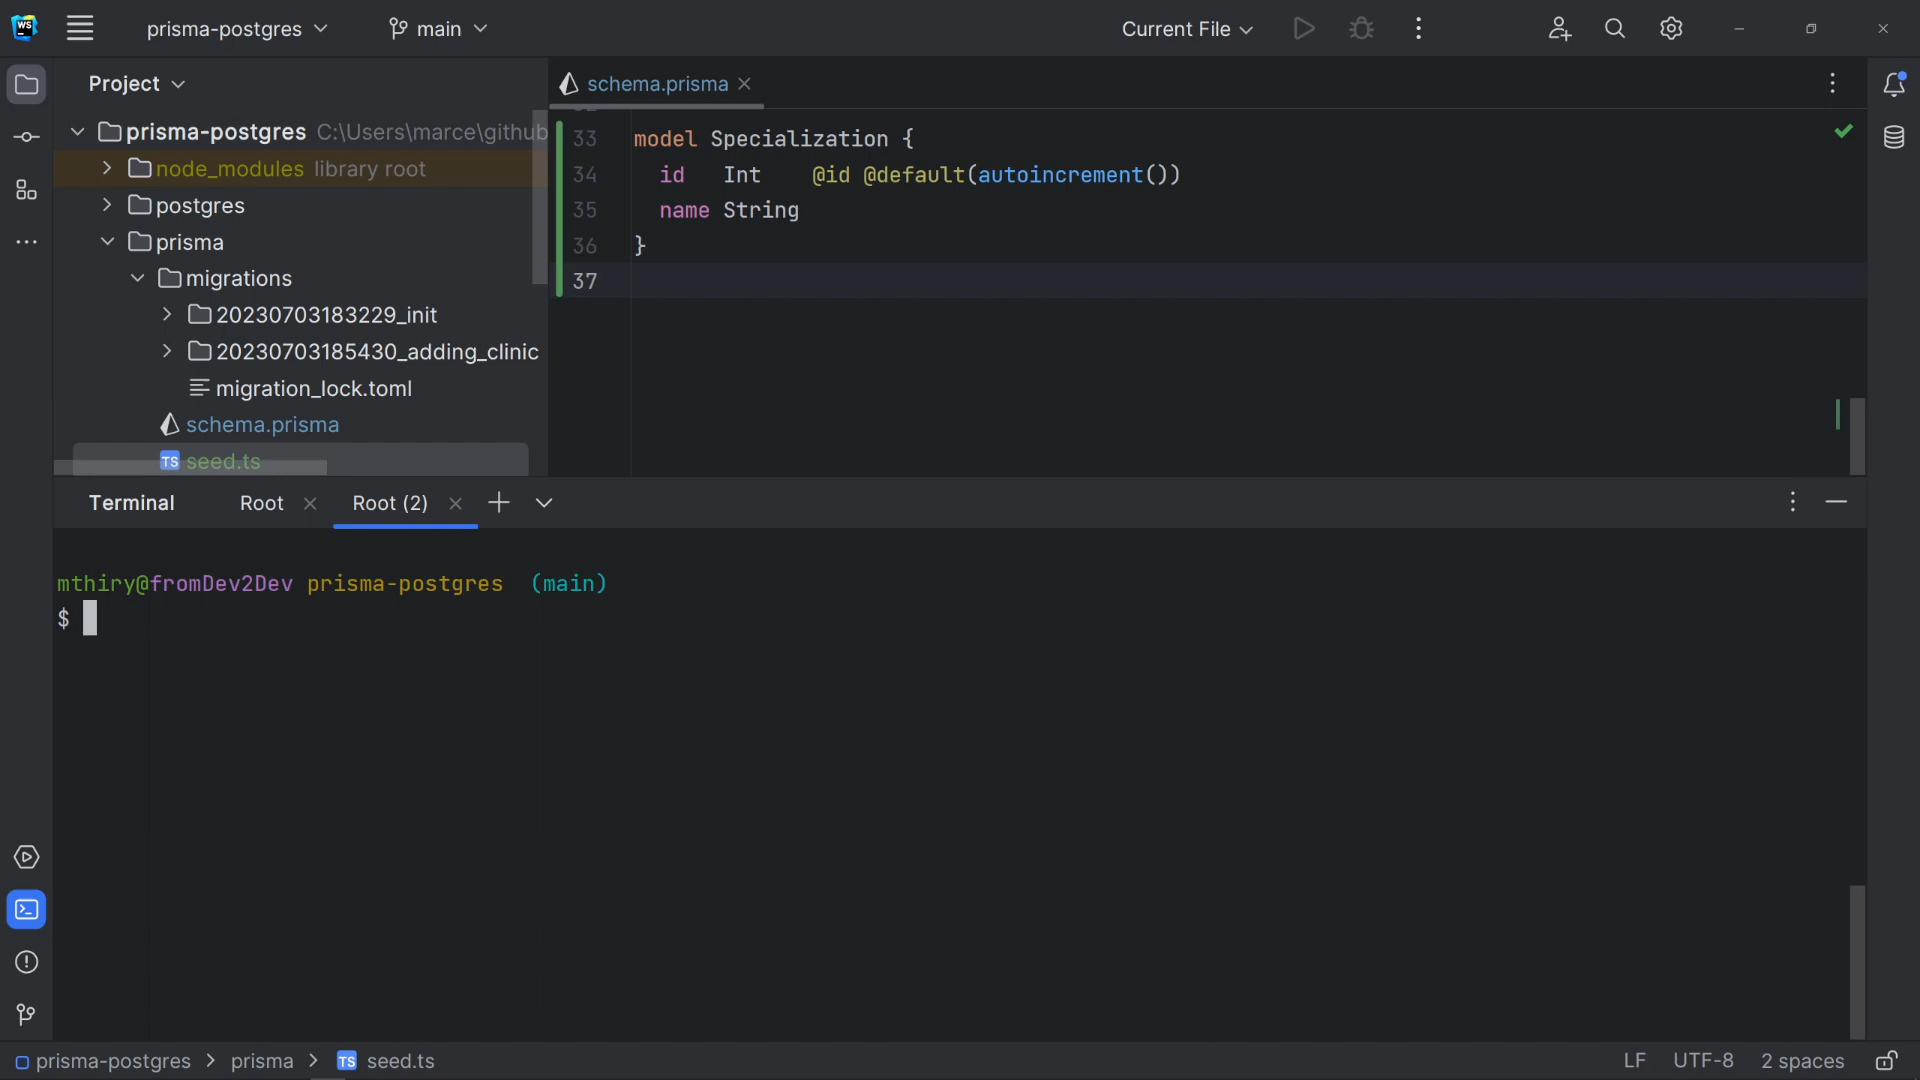 WS
prisma-postgres
main
Current File
Project
schema.prisma
prisma-postgres C:\Users\marce\github
node_modules library root
postgres
prisma
migrations
20230703183229_init
20230703185430_adding_clinic
migration_lock.toml
schema.prisma
TS seed.ts
33 model Specialization {
34 id Int @id @default(autoincrement())
35 name String
36 }
37
Terminal Root Root (2)
mthiry@fromDev2Dev prisma-postgres (main)
$
prisma-postgres > prisma > TS seed.ts
LF UTF-8 2 spaces